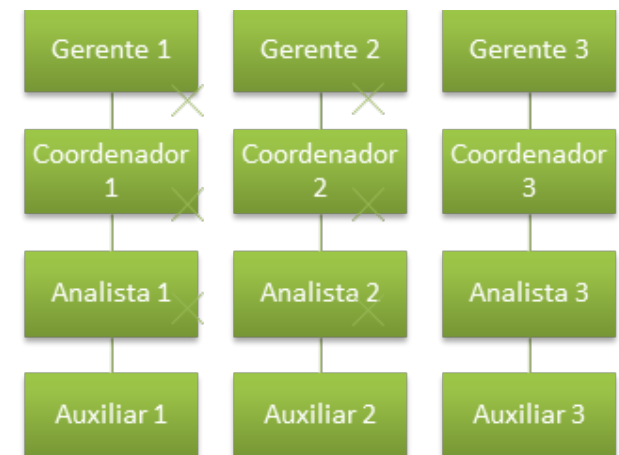 Gerente 1
Gerente 2
Gerente 3
Coordenador
1
Coordenador
2
Coordenador
3
Analista 1
Analista 2
Analista 3
Auxiliar 1
Auxiliar 2
Auxiliar 3